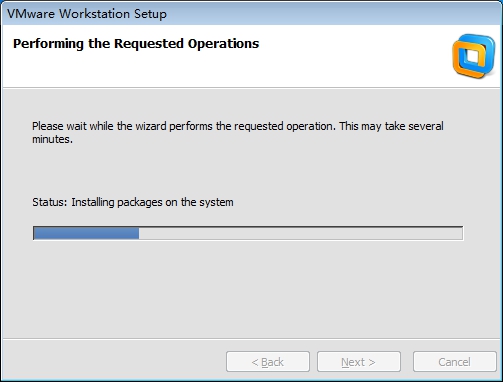 VMware Workstation Setup
Performing the Requested Operations
Please wait while the wizard performs the requested operation. This may take several
minutes.
Status: Installing packages on the system
< Back Next > Cancel